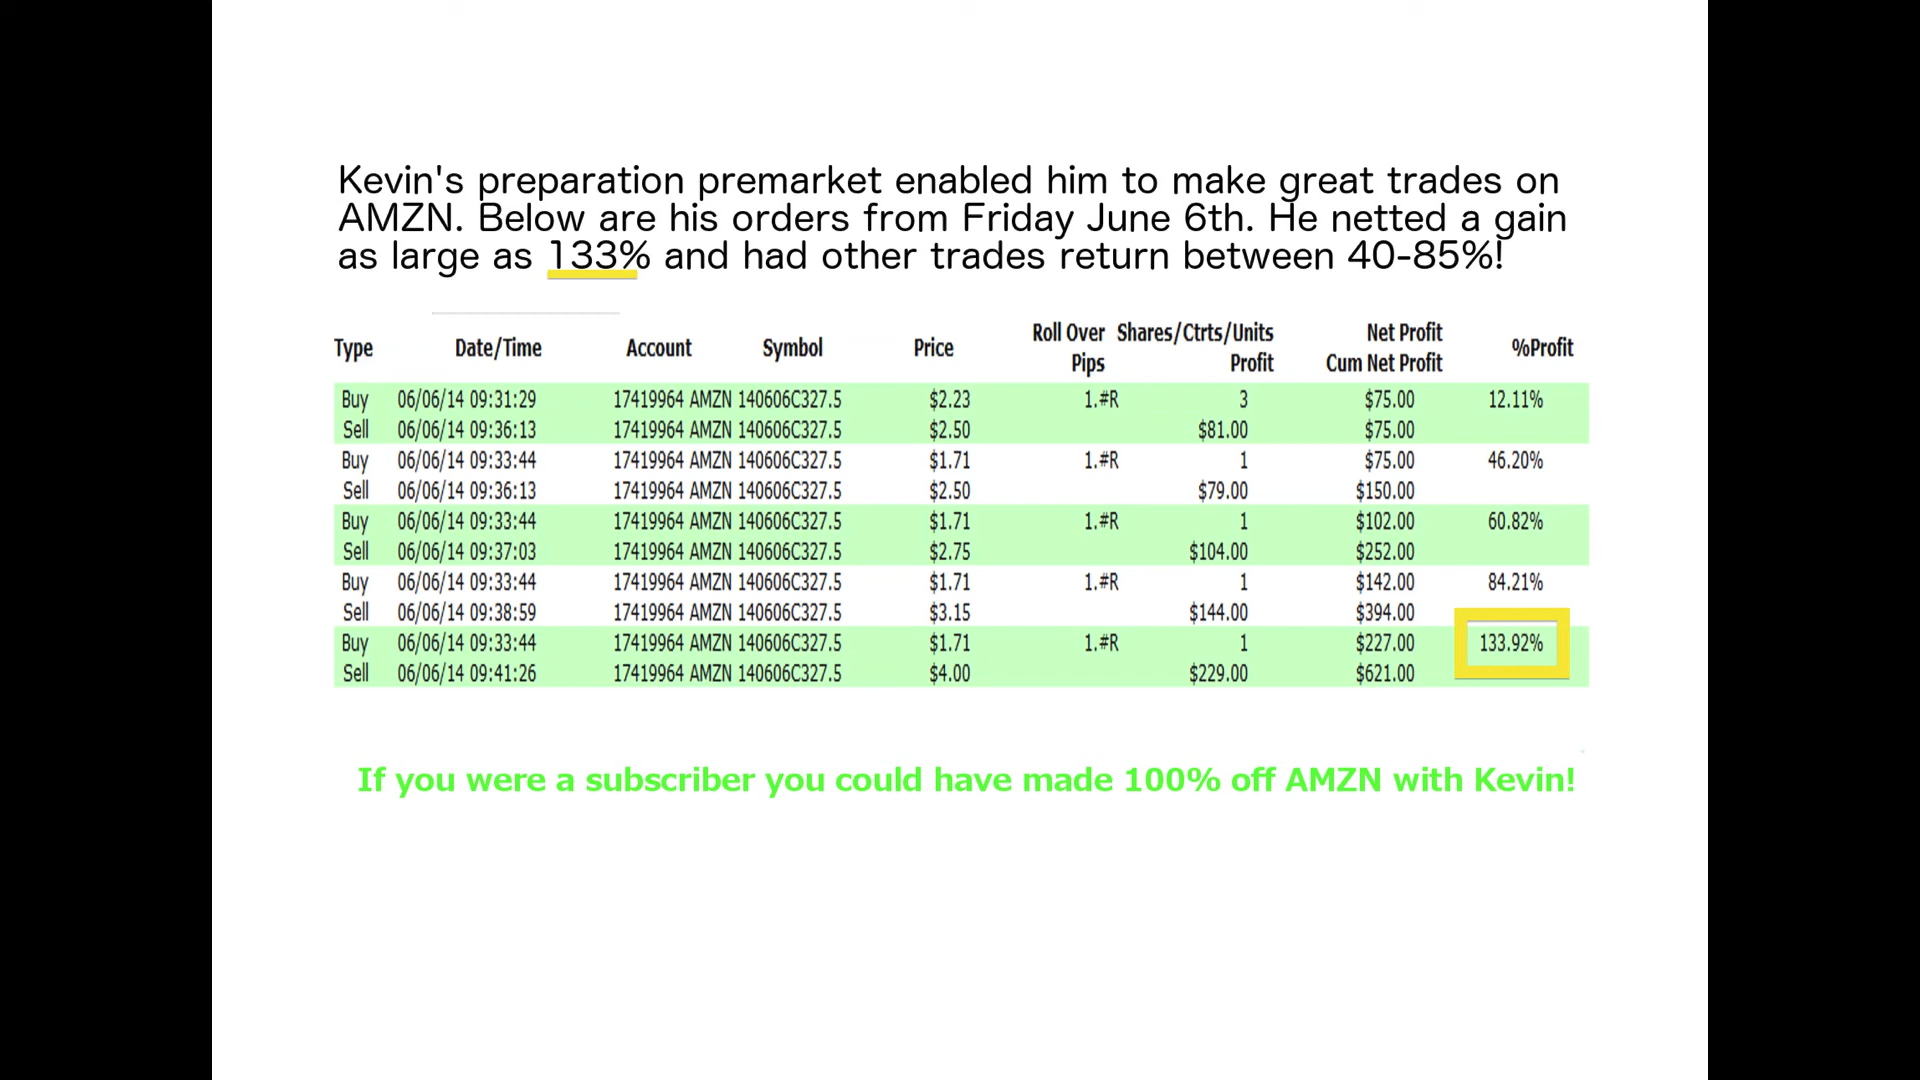 Kevin's preparation premarket enabled him to make great trades on
AMZN. Below are his orders from Friday June 6th. He netted a gain
as large as 133% and had other trades return between 40-85%!
Type Date/Time Account Symbol Price Roll Over Pips Shares/Ctrts/Units Profit Net Profit Cum Net Profit %Profit
Buy 06/06/14 09:31:29 17419964 AMZN 140606C327.5 $2.23 1.#R 3 $75.00 12.11%
Sell 06/06/14 09:36:13 17419964 AMZN 140606C327.5 $2.50 $81.00 $75.00
Buy 06/06/14 09:33:44 17419964 AMZN 140606C327.5 $1.71 1.#R 1 $75.00 46.20%
Sell 06/06/14 09:36:13 17419964 AMZN 140606C327.5 $2.50 $79.00 $150.00
Buy 06/06/14 09:33:44 17419964 AMZN 140606C327.5 $1.71 1.#R 1 $102.00 60.82%
Sell 06/06/14 09:37:03 17419964 AMZN 140606C327.5 $2.75 $104.00 $252.00
Buy 06/06/14 09:33:44 17419964 AMZN 140606C327.5 $1.71 1.#R 1 $142.00 84.21%
Sell 06/06/14 09:38:59 17419964 AMZN 140606C327.5 $3.15 $144.00 $394.00
Buy 06/06/14 09:33:44 17419964 AMZN 140606C327.5 $1.71 1.#R 1 $227.00 133.92%
Sell 06/06/14 09:41:26 17419964 AMZN 140606C327.5 $4.00 $229.00 $621.00
If you were a subscriber you could have made 100% off AMZN with Kevin!